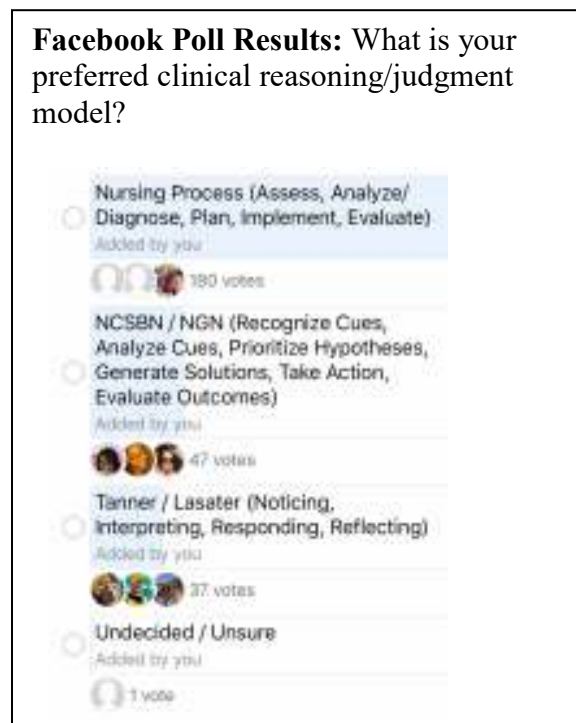 Facebook Poll Results: What is your
preferred clinical reasoning/judgment
model?
Nursing Process (Assess, Analyze/
Diagnose, Plan, Implement, Evaluate)
Added by you
180 votes
NCSBN / NGN (Recognize Cues,
Analyze Cues, Prioritize Hypotheses,
Generate Solutions, Take Action,
Evaluate Outcomes)
Added by you
47 votes
Tanner / Lasater (Noticing,
Interpreting, Responding, Reflecting)
Added by you
37 votes
Undecided / Unsure
Added by you
1 vote